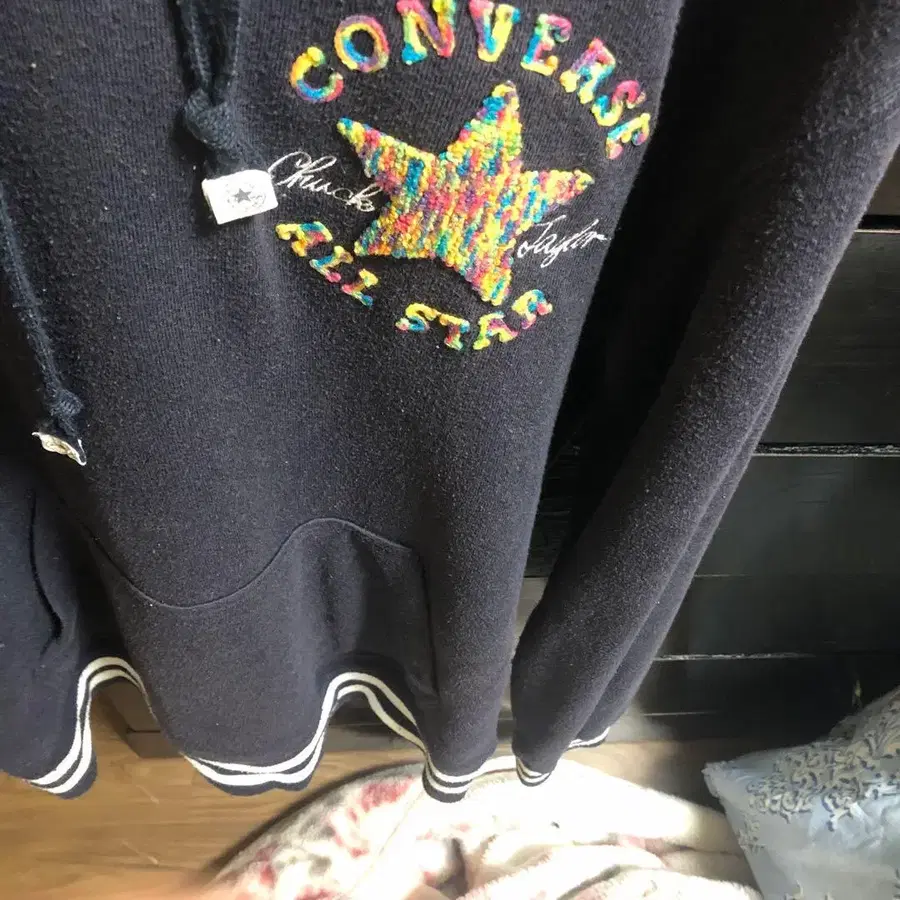 CONVERSE
Chuck
Taylor
ALL STAR